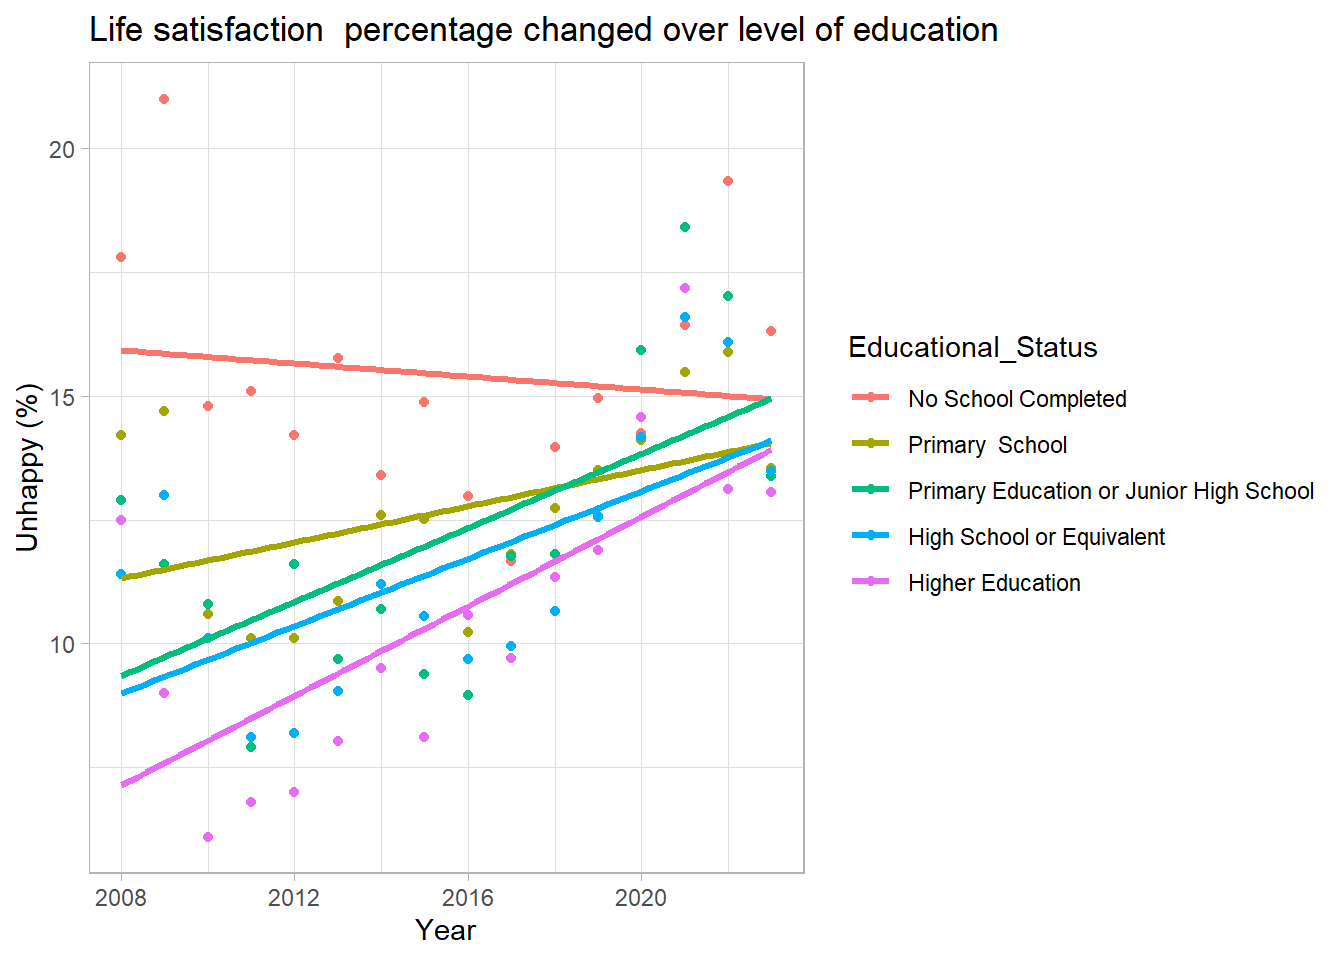 Life satisfaction  percentage changed over level of education
20
15
10
Unhappy (%)
2008 2012 2016 2020
Year
Educational_Status
No School Completed
Primary  School
Primary Education or Junior High School
High School or Equivalent
Higher Education